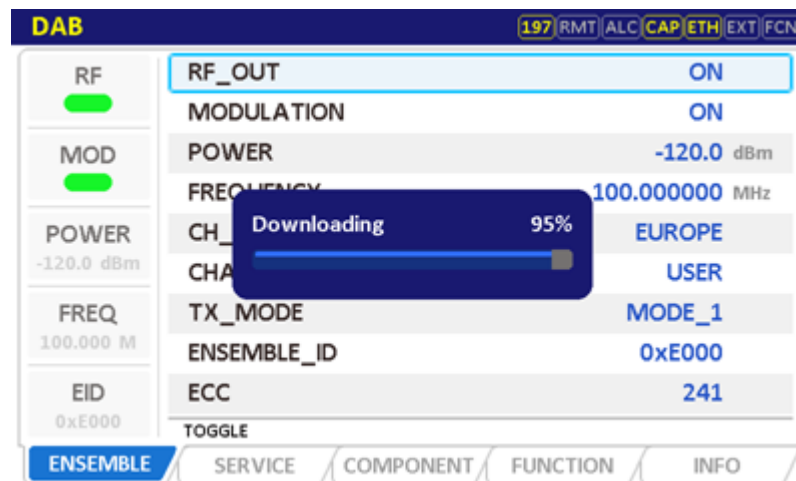 DAB 197 RMT ALC CAP ETH EXT FCN
RF
RF_OUT ON
MODULATION ON
MOD
POWER -120.0 dBm
100.000000 MHz
Downloading 95%
POWER
-120.0 dBm
CH_ EUROPE
CHA USER
FREQ
100.000 M
TX_MODE MODE_1
ENSEMBLE_ID 0xE000
EID
0xE000
ECC 241
TOGGLE
ENSEMBLE SERVICE COMPONENT FUNCTION INFO